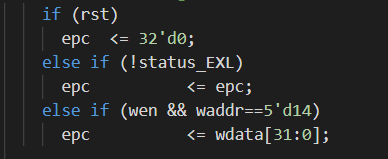 if (rst)
epc <= 32'd0;
else if (!status_EXL)
epc <= epc;
else if (wen && waddr==5'd14)
epc <= wdata[31:0];